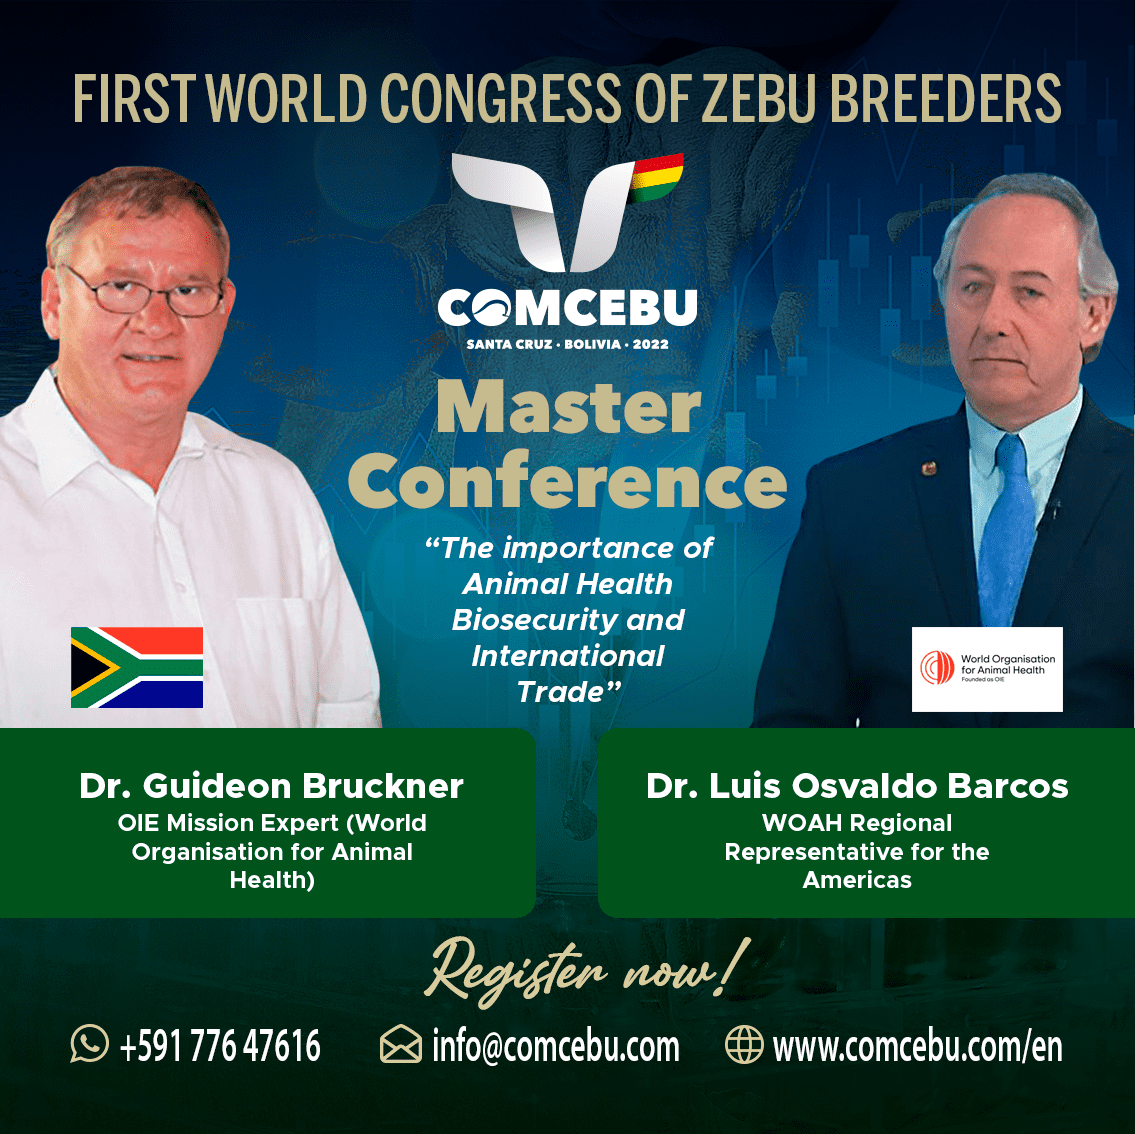 FIRST WORLD CONGRESS OF ZEBU BREEDERS
COMCEBU
SANTA CRUZ · BOLIVIA · 2022
Master
Conference
“The importance of
Animal Health
Biosecurity and
International
Trade”
World Organisation
for Animal Health
Founded as OIE
Dr. Guideon Bruckner
OIE Mission Expert (World
Organisation for Animal
Health)
Dr. Luis Osvaldo Barcos
WOAH Regional
Representative for the
Americas
Register now!
+591 776 47616
info@comcebu.com
www.comcebu.com/en